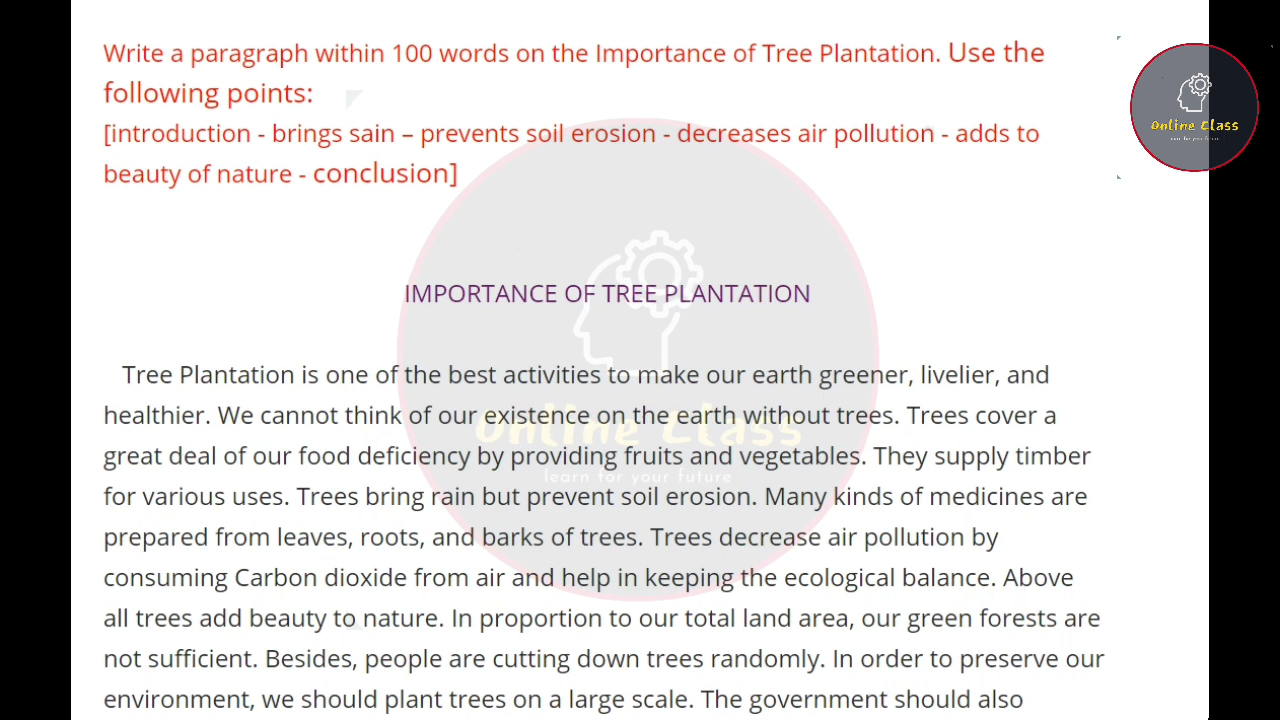 Write a paragraph within 100 words on the Importance of Tree Plantation. Use the
following points:
[introduction - brings sain – prevents soil erosion - decreases air pollution - adds to
beauty of nature - conclusion]
Online Class
IMPORTANCE OF TREE PLANTATION
Tree Plantation is one of the best activities to make our earth greener, livelier, and
healthier. We cannot think of our existence on the earth without trees. Trees cover a
great deal of our food deficiency by providing fruits and vegetables. They supply timber
for various uses. Trees bring rain but prevent soil erosion. Many kinds of medicines are
prepared from leaves, roots, and barks of trees. Trees decrease air pollution by
consuming Carbon dioxide from air and help in keeping the ecological balance. Above
all trees add beauty to nature. In proportion to our total land area, our green forests are
not sufficient. Besides, people are cutting down trees randomly. In order to preserve our
environment, we should plant trees on a large scale. The government should also
Online Class
learn for your future